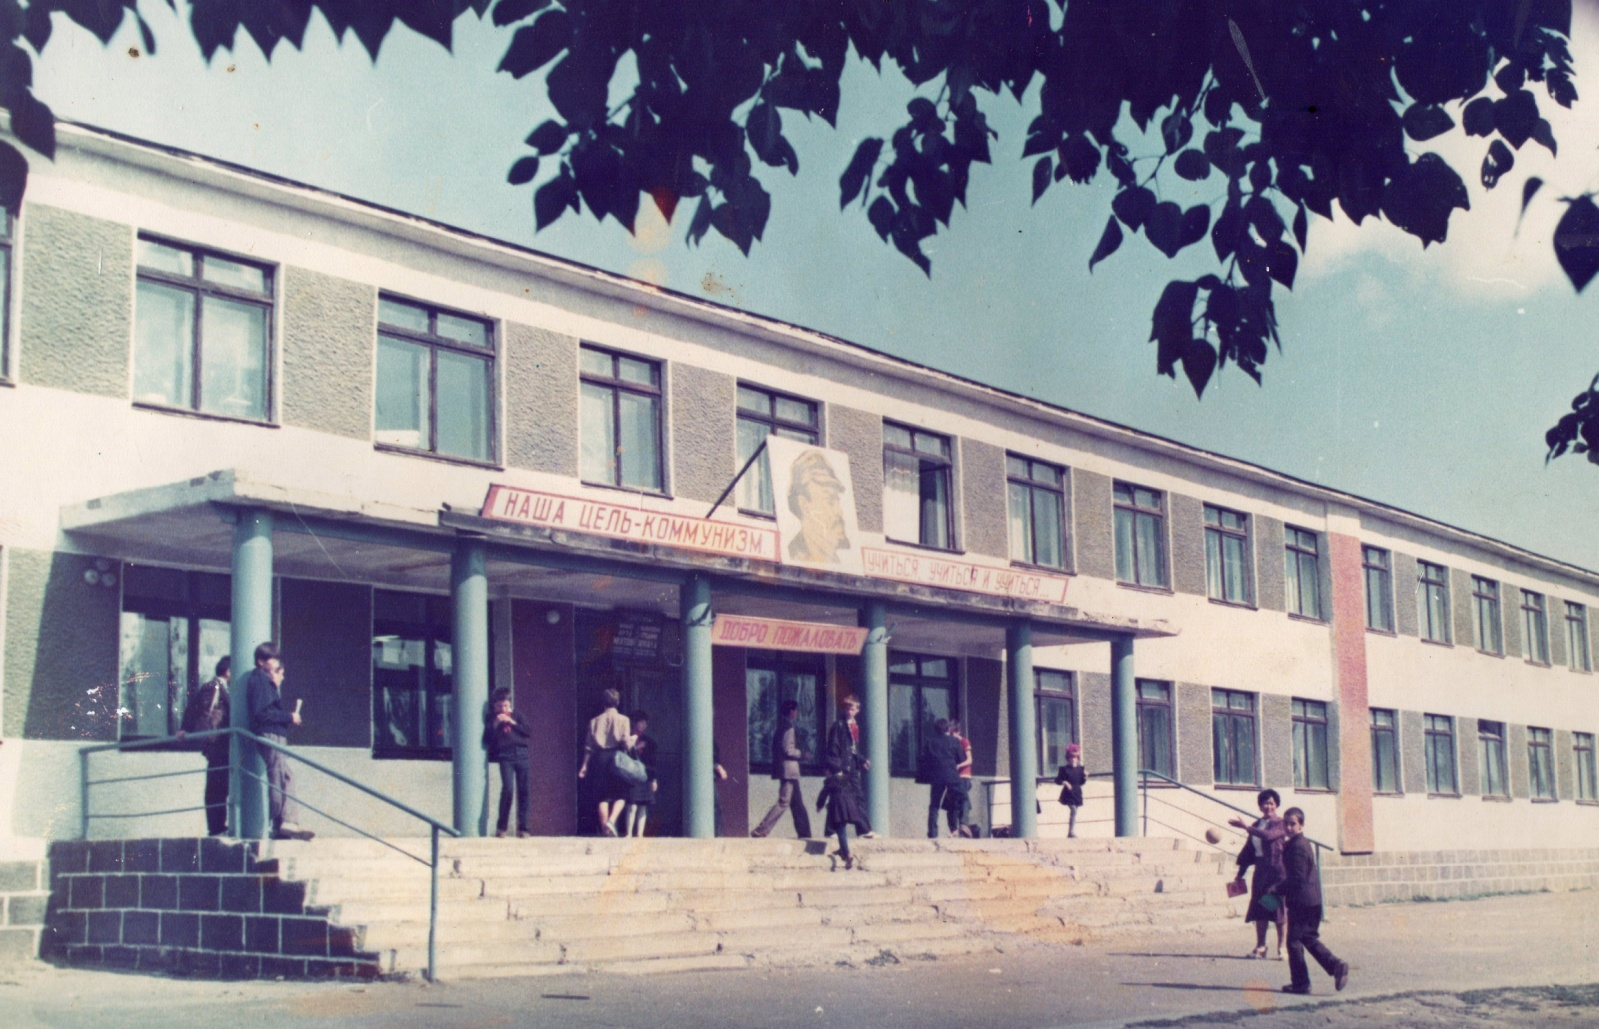 НАША ЦЕЛЬ-КОММУНИЗМ
УЧИТЬСЯ УЧИТЬСЯ И УЧИТЬСЯ...
ДОБРО ПОЖАЛОВАТЬ